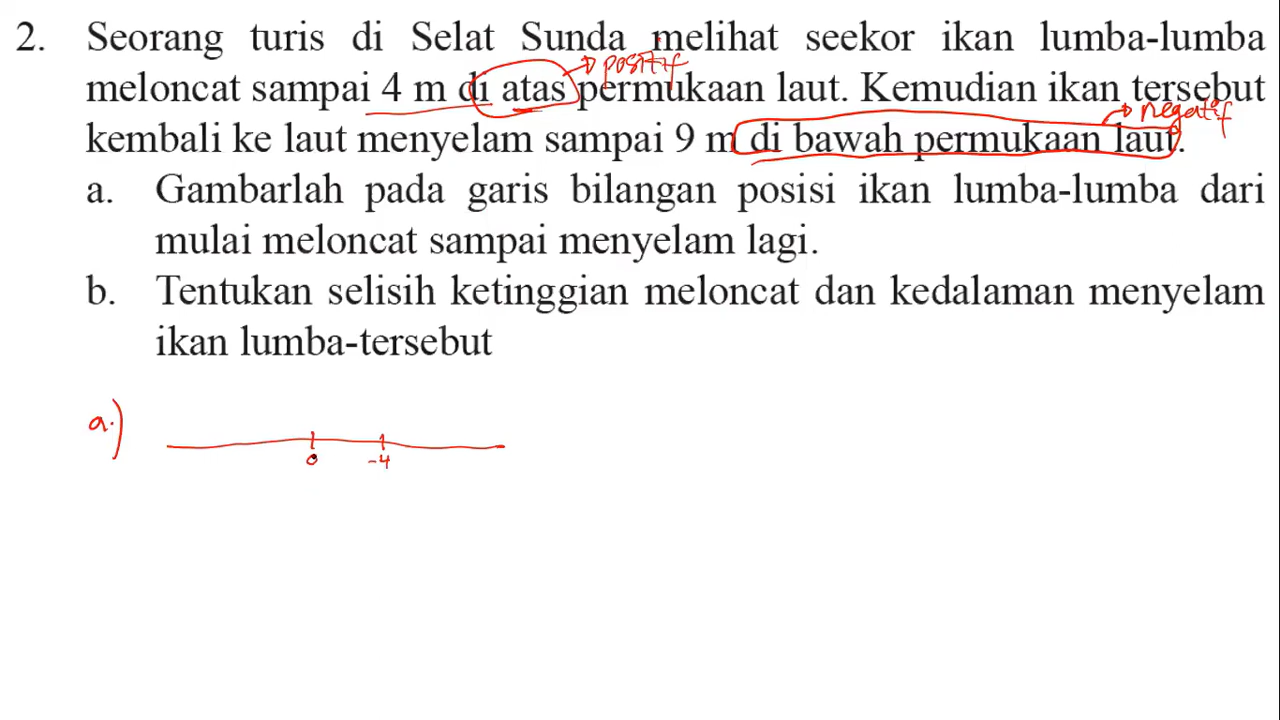 2. Seorang turis di Selat Sunda melihat seekor ikan lumba-lumba
positif
meloncat sampai 4 m di atas permukaan laut. Kemudian ikan tersebut
negatif
kembali ke laut menyelam sampai 9 m di bawah permukaan laut.
a. Gambarlah pada garis bilangan posisi ikan lumba-lumba dari
mulai meloncat sampai menyelam lagi.
b. Tentukan selisih ketinggian meloncat dan kedalaman menyelam
ikan lumba-tersebut
a.)
0 -4